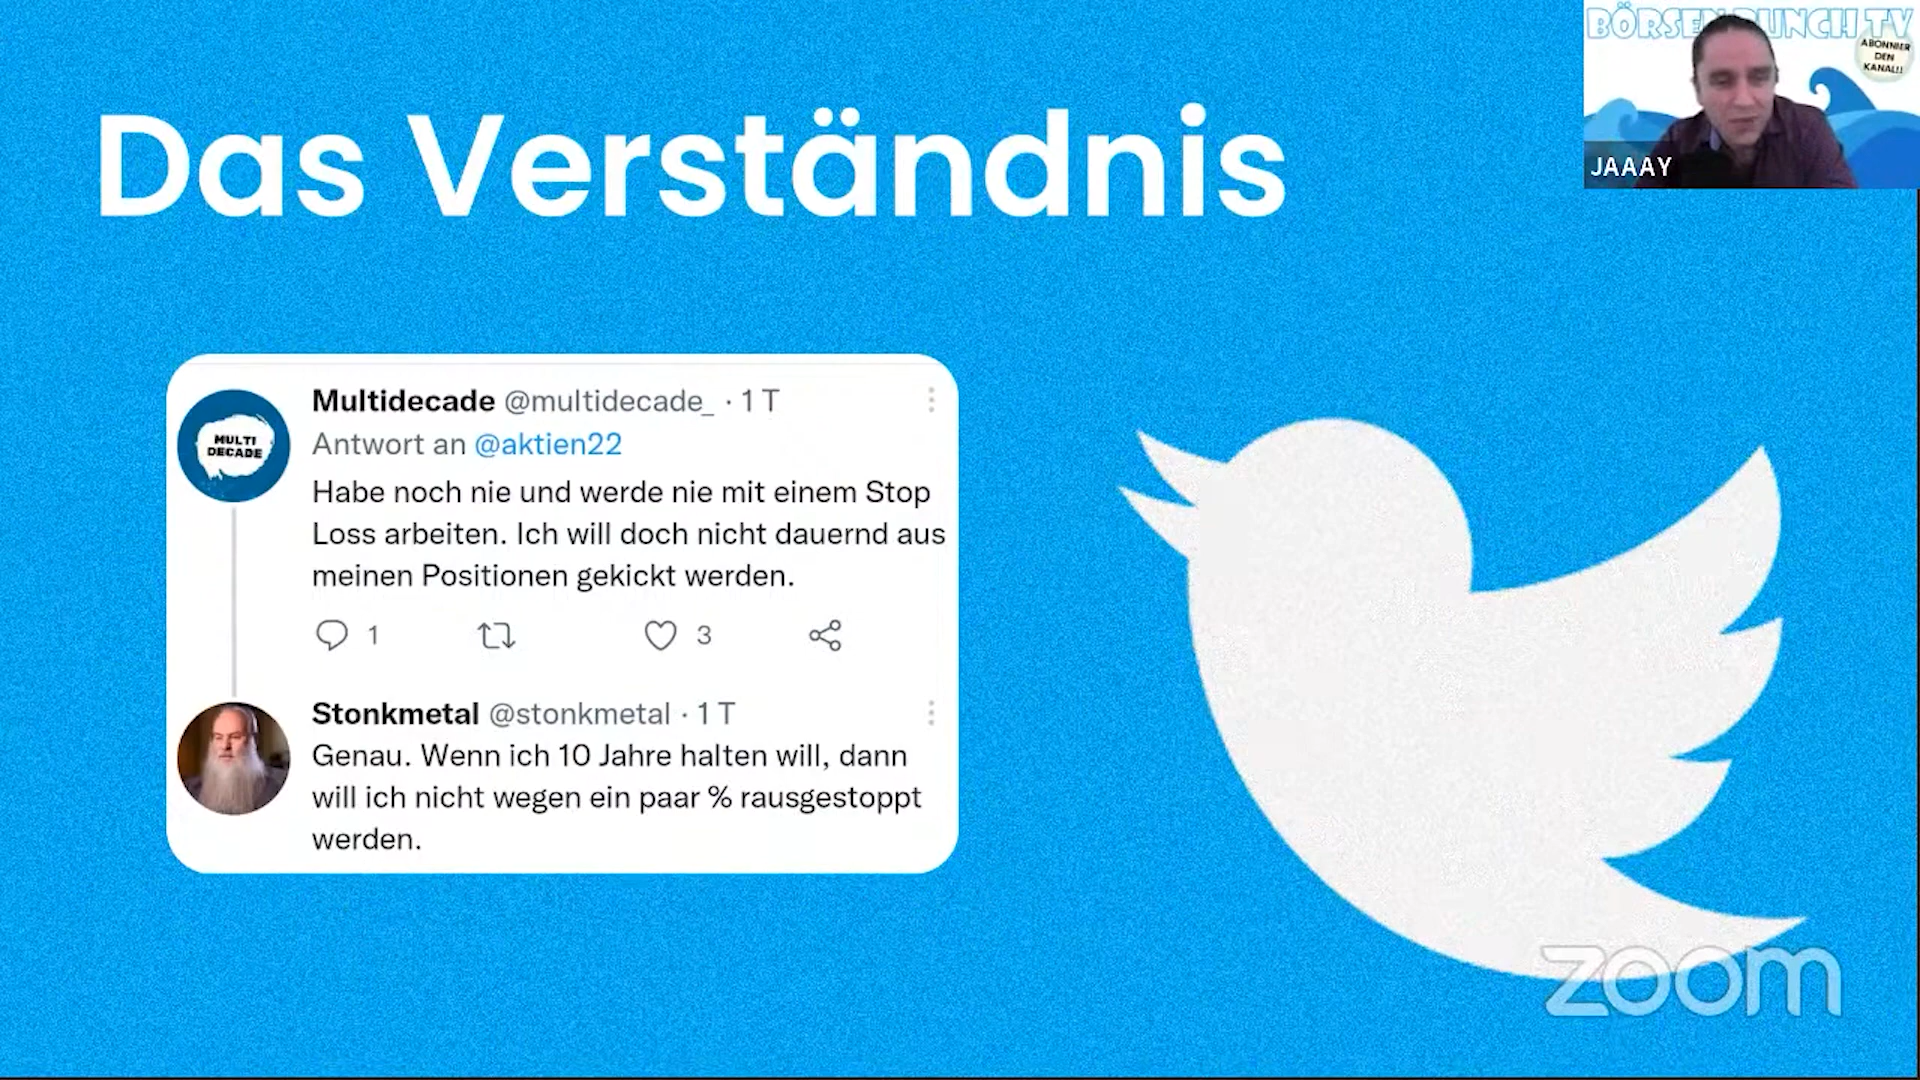 BÖRSEN PUNCH TV
ABONNIER
DEN
KANAL!!
JAAAY
Das Verständnis
Multidecade @multidecade_ · 1 T
Antwort an @aktien22
MULTI
DECADE
Habe noch nie und werde nie mit einem Stop
Loss arbeiten. Ich will doch nicht dauernd aus
meinen Positionen gekickt werden.
1
3
Stonkmetal @stonkmetal · 1 T
Genau. Wenn ich 10 Jahre halten will, dann
will ich nicht wegen ein paar % rausgestoppt
werden.
zoom